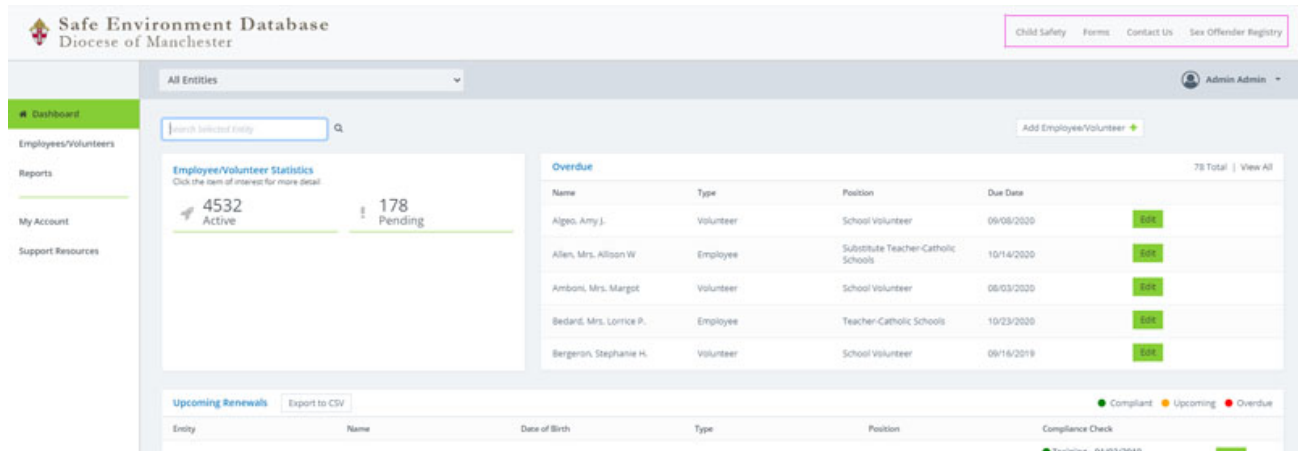 Safe Environment Database
Diocese of Manchester
Child Safety Forms Contact Us Sex Offender Registry
All Entities
Admin Admin
Dashboard
Employees/Volunteers
Reports
My Account
Support Resources
Search Selected Entity
Add Employee/Volunteer +
Employee/Volunteer Statistics
Click the item of interest for more detail
4532 178
Active Pending
Overdue 78 Total | View All
Name Type Position Due Date
Algeo, Amy J. Volunteer School Volunteer 09/08/2020 Edit
Allen, Mrs. Allison W Employee Substitute Teacher-Catholic Schools 10/14/2020 Edit
Amboni, Mrs. Margot Volunteer School Volunteer 08/03/2020 Edit
Bedard, Mrs. Lorrice P. Employee Teacher-Catholic Schools 10/23/2020 Edit
Bergeron, Stephanie H. Volunteer School Volunteer 09/16/2019 Edit
Upcoming Renewals Export to CSV Compliant Upcoming Overdue
Entity Name Date of Birth Type Position Compliance Check